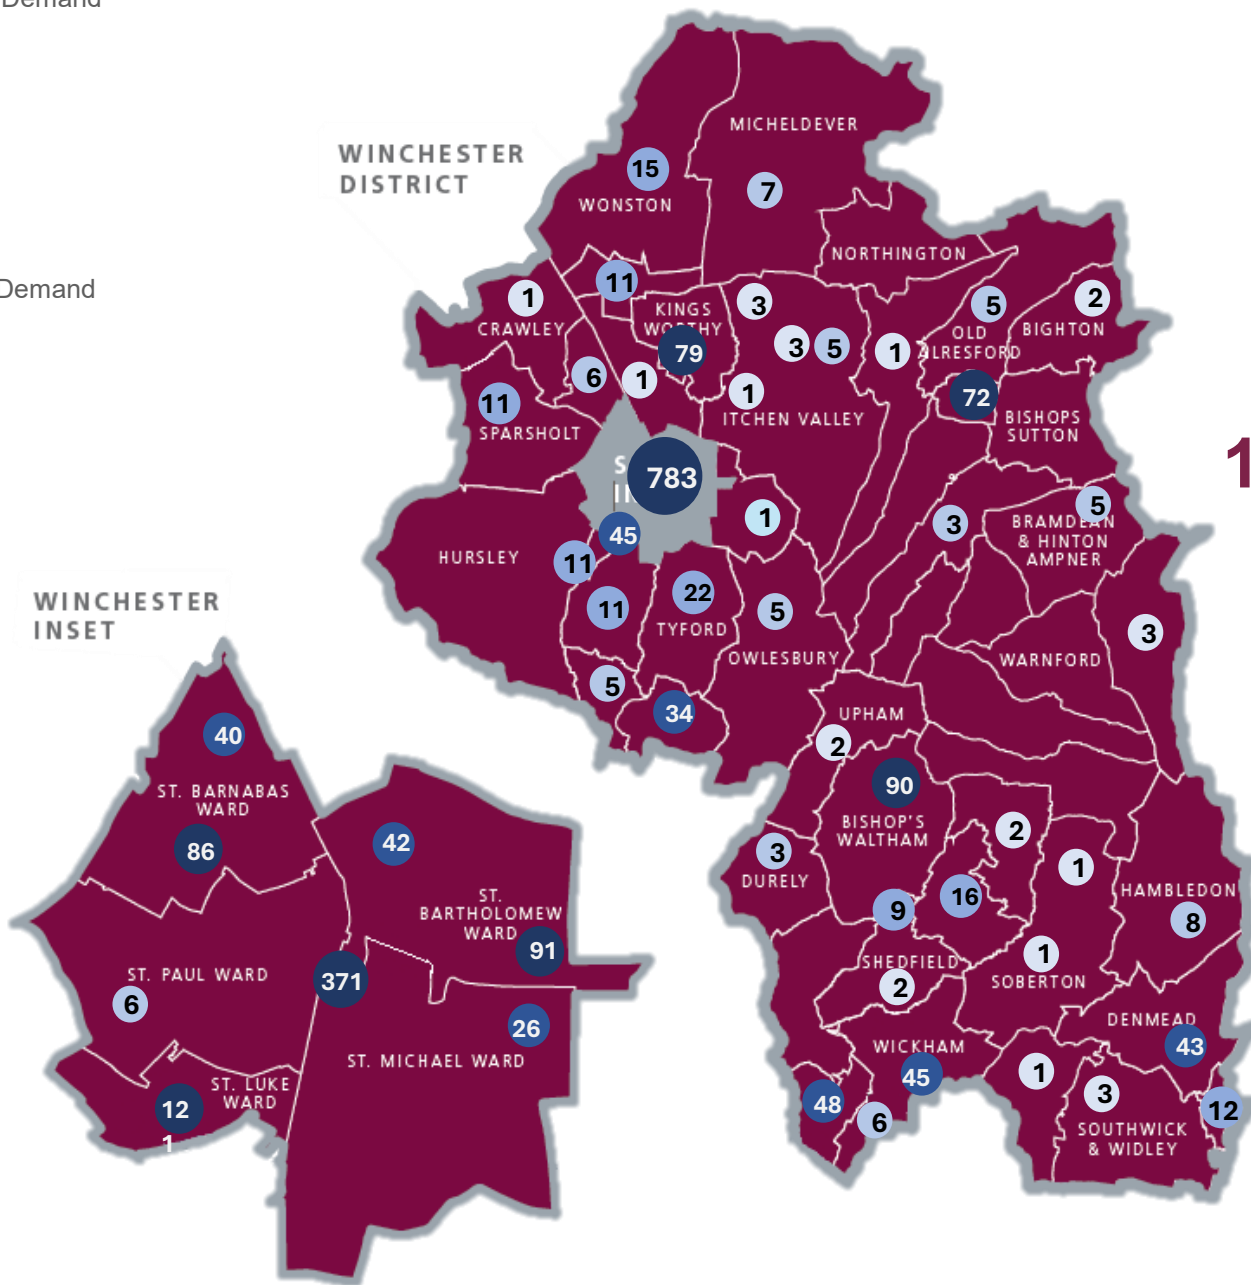 Demand
WINCHESTER
DISTRICT
MICHELDEVER
15
7
WONSTON
NORTHINGTON
Demand
11
1
3
5
2
CRAWLEY
KINGS
WORTHY
OLD
ALRESFORD
BIGHTON
79
3
5
1
6
1
1
72
11
ITCHEN VALLEY
BISHOPS
SUTTON
SPARSHOLT
1
783
45
1
3
5
BRAMDEAN
& HINTON
AMPNER
HURSLEY
11
22
11
5
TYFORD
OWLESBURY
3
WARNFORD
5
34
UPHAM
2
90
BISHOP'S
WALTHAM
2
3
DURELY
1
HAMBLEDON
9
16
8
SHEDFIELD
1
SOBERTON
2
DENMEAD
WICKHAM
43
45
1
48
6
3
12
SOUTHWICK
& WIDLEY
WINCHESTER
INSET
40
ST. BARNABAS
WARD
86
42
ST.
BARTHOLOMEW
WARD
91
ST. PAUL WARD
371
6
26
ST. MICHAEL WARD
ST. LUKE
WARD
12
1